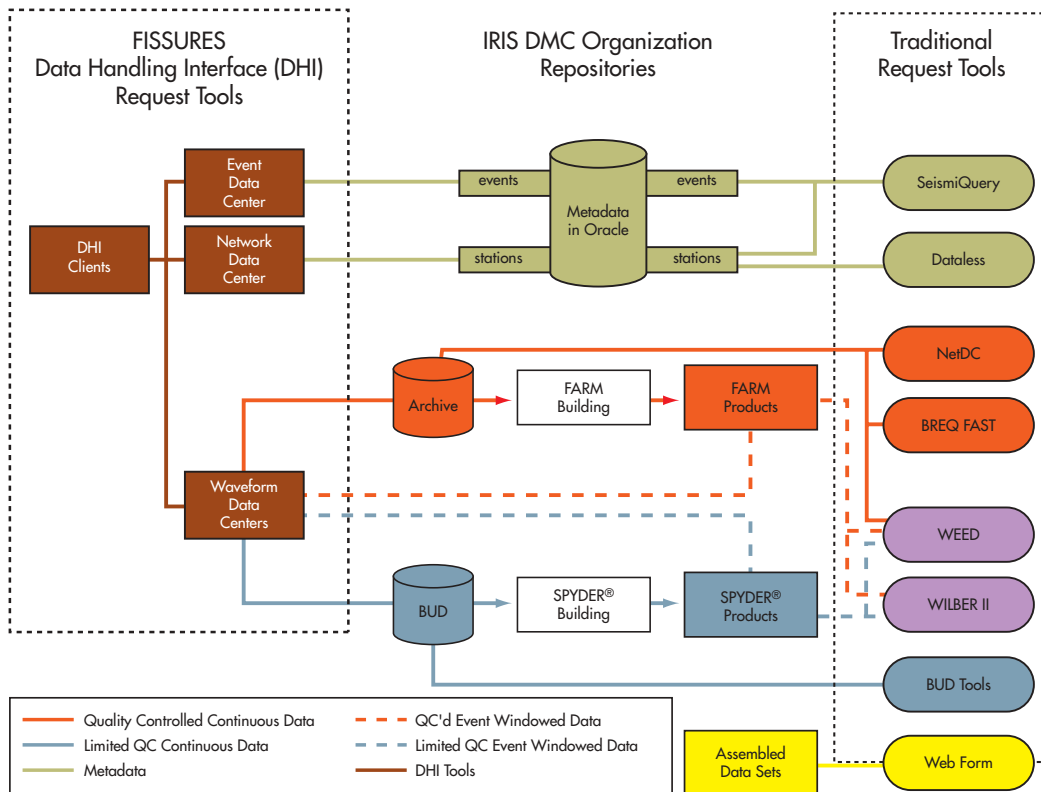 FISSURES
Data Handling Interface (DHI)
Request Tools
IRIS DMC Organization
Repositories
Traditional
Request Tools
Event
Data
Center
events
Metadata
in Oracle
events
SeismiQuery
DHI
Clients
Network
Data
Center
stations
stations
Dataless
NetDC
Archive
FARM
Building
FARM
Products
BREQ FAST
Waveform
Data
Centers
WEED
BUD
SPYDER®
Building
SPYDER®
Products
WILBER II
BUD Tools
Quality Controlled Continuous Data
Limited QC Continuous Data
Metadata
QC'd Event Windowed Data
Limited QC Event Windowed Data
DHI Tools
Assembled
Data Sets
Web Form